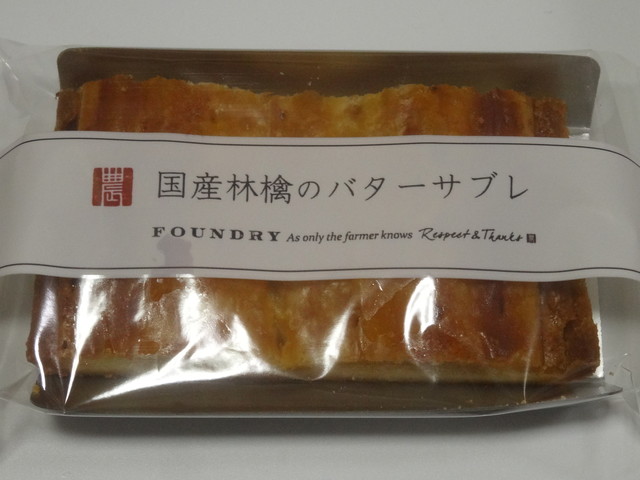 農 国産林檎のバターサブレ
FOUNDRY As only the farmer knows Respect & Thanks